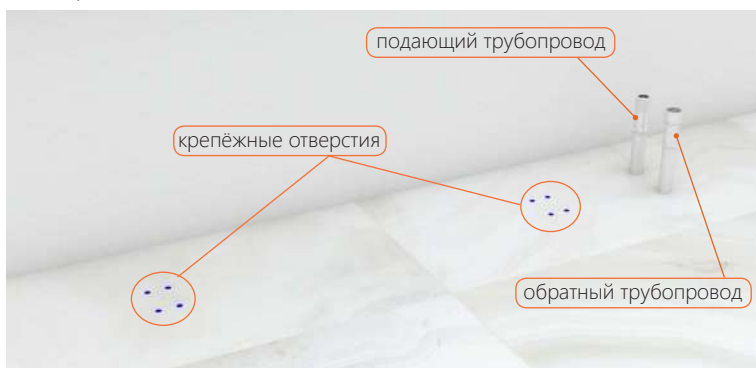 подающий трубопровод
крепёжные отверстия
обратный трубопровод